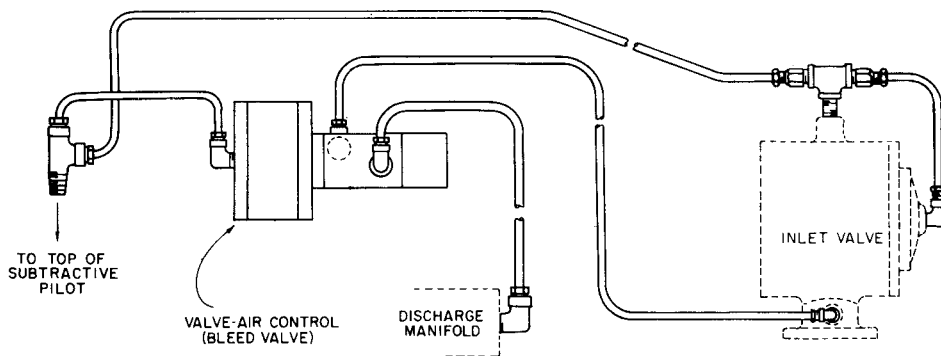 TO TOP OF
SUBTRACTIVE
PILOT
VALVE-AIR CONTROL
(BLEED VALVE)
DISCHARGE
MANIFOLD
INLET VALVE